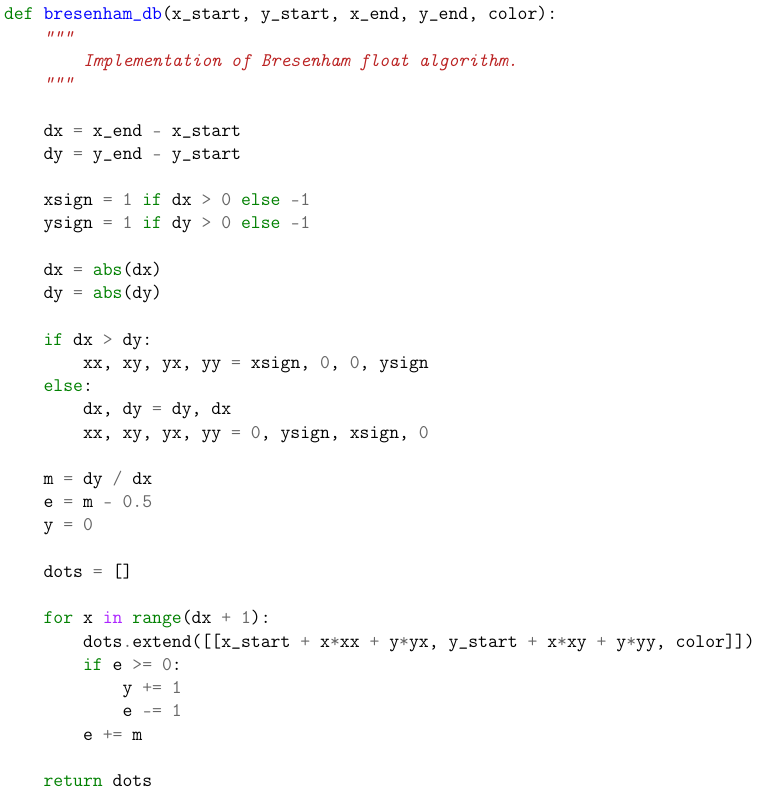 def bresenham_db(x_start, y_start, x_end, y_end, color):
    """
        Implementation of Bresenham float algorithm.
    """

    dx = x_end - x_start
    dy = y_end - y_start

    xsign = 1 if dx > 0 else -1
    ysign = 1 if dy > 0 else -1

    dx = abs(dx)
    dy = abs(dy)

    if dx > dy:
        xx, xy, yx, yy = xsign, 0, 0, ysign
    else:
        dx, dy = dy, dx
        xx, xy, yx, yy = 0, ysign, xsign, 0

    m = dy / dx
    e = m - 0.5
    y = 0

    dots = []

    for x in range(dx + 1):
        dots.extend([[x_start + x*xx + y*yx, y_start + x*xy + y*yy, color]])
        if e >= 0:
            y += 1
            e -= 1
        e += m

    return dots